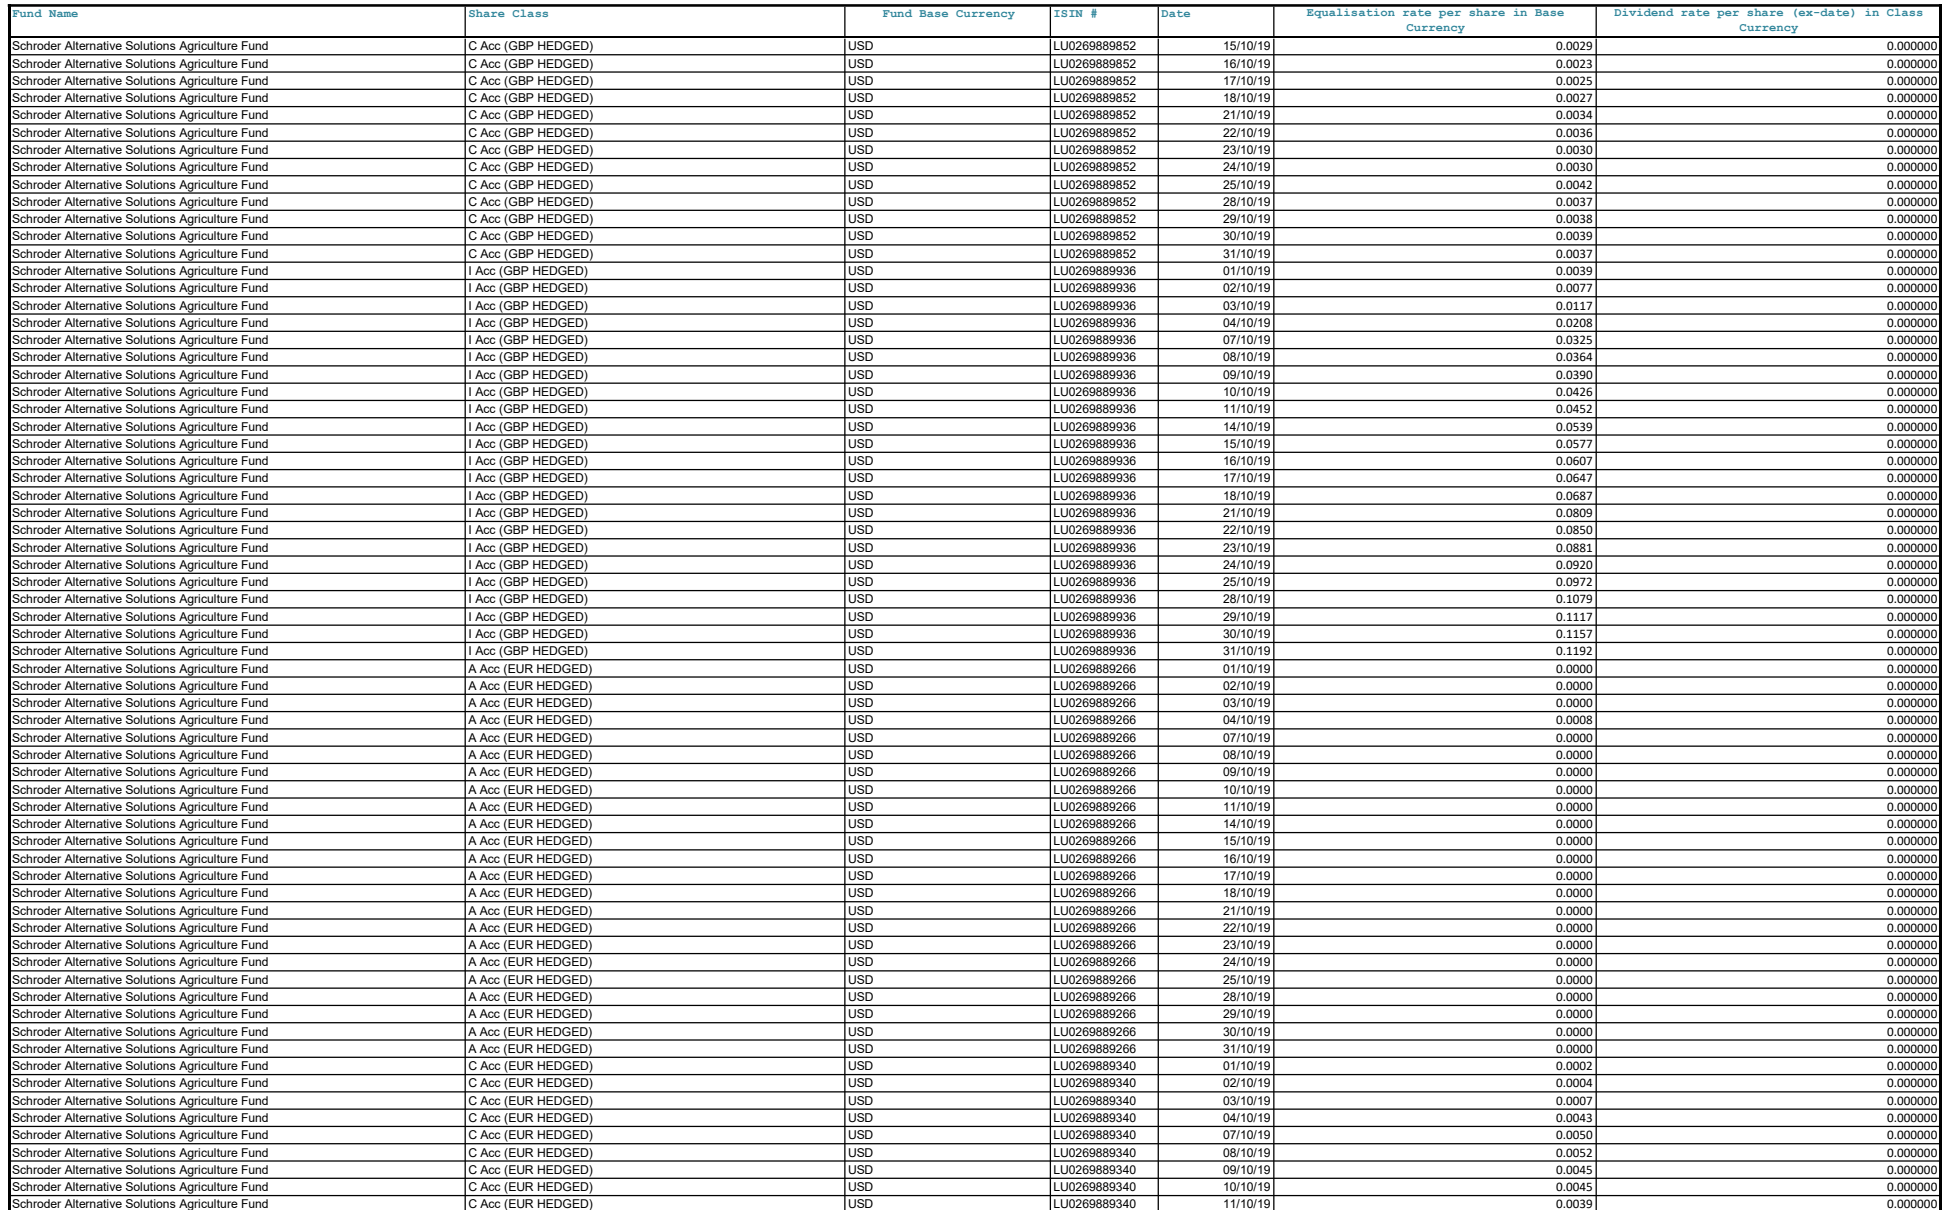 Fund Name Share Class Fund Base Currency ISIN # Date Equalisation rate per share in Base Currency Dividend rate per share (ex-date) in Class Currency
Schroder Alternative Solutions Agriculture Fund C Acc (GBP HEDGED) USD LU0269889852 15/10/19 0.0029 0.000000
Schroder Alternative Solutions Agriculture Fund C Acc (GBP HEDGED) USD LU0269889852 16/10/19 0.0023 0.000000
Schroder Alternative Solutions Agriculture Fund C Acc (GBP HEDGED) USD LU0269889852 17/10/19 0.0025 0.000000
Schroder Alternative Solutions Agriculture Fund C Acc (GBP HEDGED) USD LU0269889852 18/10/19 0.0027 0.000000
Schroder Alternative Solutions Agriculture Fund C Acc (GBP HEDGED) USD LU0269889852 21/10/19 0.0034 0.000000
Schroder Alternative Solutions Agriculture Fund C Acc (GBP HEDGED) USD LU0269889852 22/10/19 0.0036 0.000000
Schroder Alternative Solutions Agriculture Fund C Acc (GBP HEDGED) USD LU0269889852 23/10/19 0.0030 0.000000
Schroder Alternative Solutions Agriculture Fund C Acc (GBP HEDGED) USD LU0269889852 24/10/19 0.0030 0.000000
Schroder Alternative Solutions Agriculture Fund C Acc (GBP HEDGED) USD LU0269889852 25/10/19 0.0042 0.000000
Schroder Alternative Solutions Agriculture Fund C Acc (GBP HEDGED) USD LU0269889852 28/10/19 0.0037 0.000000
Schroder Alternative Solutions Agriculture Fund C Acc (GBP HEDGED) USD LU0269889852 29/10/19 0.0038 0.000000
Schroder Alternative Solutions Agriculture Fund C Acc (GBP HEDGED) USD LU0269889852 30/10/19 0.0039 0.000000
Schroder Alternative Solutions Agriculture Fund C Acc (GBP HEDGED) USD LU0269889852 31/10/19 0.0037 0.000000
Schroder Alternative Solutions Agriculture Fund I Acc (GBP HEDGED) USD LU0269889936 01/10/19 0.0039 0.000000
Schroder Alternative Solutions Agriculture Fund I Acc (GBP HEDGED) USD LU0269889936 02/10/19 0.0077 0.000000
Schroder Alternative Solutions Agriculture Fund I Acc (GBP HEDGED) USD LU0269889936 03/10/19 0.0117 0.000000
Schroder Alternative Solutions Agriculture Fund I Acc (GBP HEDGED) USD LU0269889936 04/10/19 0.0208 0.000000
Schroder Alternative Solutions Agriculture Fund I Acc (GBP HEDGED) USD LU0269889936 07/10/19 0.0325 0.000000
Schroder Alternative Solutions Agriculture Fund I Acc (GBP HEDGED) USD LU0269889936 08/10/19 0.0364 0.000000
Schroder Alternative Solutions Agriculture Fund I Acc (GBP HEDGED) USD LU0269889936 09/10/19 0.0390 0.000000
Schroder Alternative Solutions Agriculture Fund I Acc (GBP HEDGED) USD LU0269889936 10/10/19 0.0426 0.000000
Schroder Alternative Solutions Agriculture Fund I Acc (GBP HEDGED) USD LU0269889936 11/10/19 0.0452 0.000000
Schroder Alternative Solutions Agriculture Fund I Acc (GBP HEDGED) USD LU0269889936 14/10/19 0.0539 0.000000
Schroder Alternative Solutions Agriculture Fund I Acc (GBP HEDGED) USD LU0269889936 15/10/19 0.0577 0.000000
Schroder Alternative Solutions Agriculture Fund I Acc (GBP HEDGED) USD LU0269889936 16/10/19 0.0607 0.000000
Schroder Alternative Solutions Agriculture Fund I Acc (GBP HEDGED) USD LU0269889936 17/10/19 0.0647 0.000000
Schroder Alternative Solutions Agriculture Fund I Acc (GBP HEDGED) USD LU0269889936 18/10/19 0.0687 0.000000
Schroder Alternative Solutions Agriculture Fund I Acc (GBP HEDGED) USD LU0269889936 21/10/19 0.0809 0.000000
Schroder Alternative Solutions Agriculture Fund I Acc (GBP HEDGED) USD LU0269889936 22/10/19 0.0850 0.000000
Schroder Alternative Solutions Agriculture Fund I Acc (GBP HEDGED) USD LU0269889936 23/10/19 0.0881 0.000000
Schroder Alternative Solutions Agriculture Fund I Acc (GBP HEDGED) USD LU0269889936 24/10/19 0.0920 0.000000
Schroder Alternative Solutions Agriculture Fund I Acc (GBP HEDGED) USD LU0269889936 25/10/19 0.0972 0.000000
Schroder Alternative Solutions Agriculture Fund I Acc (GBP HEDGED) USD LU0269889936 28/10/19 0.1079 0.000000
Schroder Alternative Solutions Agriculture Fund I Acc (GBP HEDGED) USD LU0269889936 29/10/19 0.1117 0.000000
Schroder Alternative Solutions Agriculture Fund I Acc (GBP HEDGED) USD LU0269889936 30/10/19 0.1157 0.000000
Schroder Alternative Solutions Agriculture Fund I Acc (GBP HEDGED) USD LU0269889936 31/10/19 0.1192 0.000000
Schroder Alternative Solutions Agriculture Fund A Acc (EUR HEDGED) USD LU0269889266 01/10/19 0.0000 0.000000
Schroder Alternative Solutions Agriculture Fund A Acc (EUR HEDGED) USD LU0269889266 02/10/19 0.0000 0.000000
Schroder Alternative Solutions Agriculture Fund A Acc (EUR HEDGED) USD LU0269889266 03/10/19 0.0000 0.000000
Schroder Alternative Solutions Agriculture Fund A Acc (EUR HEDGED) USD LU0269889266 04/10/19 0.0008 0.000000
Schroder Alternative Solutions Agriculture Fund A Acc (EUR HEDGED) USD LU0269889266 07/10/19 0.0000 0.000000
Schroder Alternative Solutions Agriculture Fund A Acc (EUR HEDGED) USD LU0269889266 08/10/19 0.0000 0.000000
Schroder Alternative Solutions Agriculture Fund A Acc (EUR HEDGED) USD LU0269889266 09/10/19 0.0000 0.000000
Schroder Alternative Solutions Agriculture Fund A Acc (EUR HEDGED) USD LU0269889266 10/10/19 0.0000 0.000000
Schroder Alternative Solutions Agriculture Fund A Acc (EUR HEDGED) USD LU0269889266 11/10/19 0.0000 0.000000
Schroder Alternative Solutions Agriculture Fund A Acc (EUR HEDGED) USD LU0269889266 14/10/19 0.0000 0.000000
Schroder Alternative Solutions Agriculture Fund A Acc (EUR HEDGED) USD LU0269889266 15/10/19 0.0000 0.000000
Schroder Alternative Solutions Agriculture Fund A Acc (EUR HEDGED) USD LU0269889266 16/10/19 0.0000 0.000000
Schroder Alternative Solutions Agriculture Fund A Acc (EUR HEDGED) USD LU0269889266 17/10/19 0.0000 0.000000
Schroder Alternative Solutions Agriculture Fund A Acc (EUR HEDGED) USD LU0269889266 18/10/19 0.0000 0.000000
Schroder Alternative Solutions Agriculture Fund A Acc (EUR HEDGED) USD LU0269889266 21/10/19 0.0000 0.000000
Schroder Alternative Solutions Agriculture Fund A Acc (EUR HEDGED) USD LU0269889266 22/10/19 0.0000 0.000000
Schroder Alternative Solutions Agriculture Fund A Acc (EUR HEDGED) USD LU0269889266 23/10/19 0.0000 0.000000
Schroder Alternative Solutions Agriculture Fund A Acc (EUR HEDGED) USD LU0269889266 24/10/19 0.0000 0.000000
Schroder Alternative Solutions Agriculture Fund A Acc (EUR HEDGED) USD LU0269889266 25/10/19 0.0000 0.000000
Schroder Alternative Solutions Agriculture Fund A Acc (EUR HEDGED) USD LU0269889266 28/10/19 0.0000 0.000000
Schroder Alternative Solutions Agriculture Fund A Acc (EUR HEDGED) USD LU0269889266 29/10/19 0.0000 0.000000
Schroder Alternative Solutions Agriculture Fund A Acc (EUR HEDGED) USD LU0269889266 30/10/19 0.0000 0.000000
Schroder Alternative Solutions Agriculture Fund A Acc (EUR HEDGED) USD LU0269889266 31/10/19 0.0000 0.000000
Schroder Alternative Solutions Agriculture Fund C Acc (EUR HEDGED) USD LU0269889340 01/10/19 0.0002 0.000000
Schroder Alternative Solutions Agriculture Fund C Acc (EUR HEDGED) USD LU0269889340 02/10/19 0.0004 0.000000
Schroder Alternative Solutions Agriculture Fund C Acc (EUR HEDGED) USD LU0269889340 03/10/19 0.0007 0.000000
Schroder Alternative Solutions Agriculture Fund C Acc (EUR HEDGED) USD LU0269889340 04/10/19 0.0043 0.000000
Schroder Alternative Solutions Agriculture Fund C Acc (EUR HEDGED) USD LU0269889340 07/10/19 0.0050 0.000000
Schroder Alternative Solutions Agriculture Fund C Acc (EUR HEDGED) USD LU0269889340 08/10/19 0.0052 0.000000
Schroder Alternative Solutions Agriculture Fund C Acc (EUR HEDGED) USD LU0269889340 09/10/19 0.0045 0.000000
Schroder Alternative Solutions Agriculture Fund C Acc (EUR HEDGED) USD LU0269889340 10/10/19 0.0045 0.000000
Schroder Alternative Solutions Agriculture Fund C Acc (EUR HEDGED) USD LU0269889340 11/10/19 0.0039 0.000000